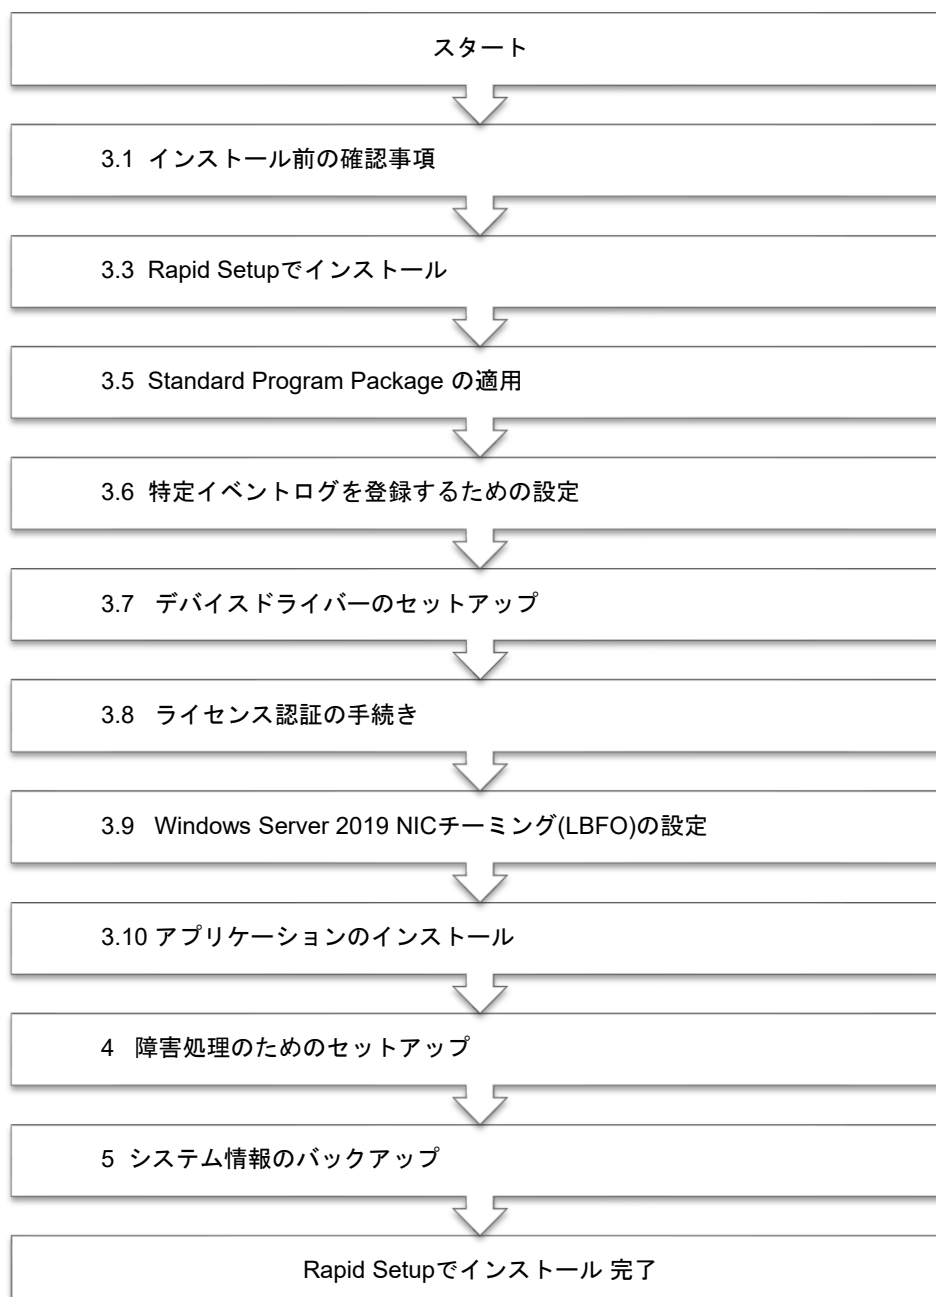 スタート
3.1 インストール前の確認事項
3.3 Rapid Setupでインストール
3.5 Standard Program Package の適用
3.6 特定イベントログを登録するための設定
3.7 デバイスドライバーのセットアップ
3.8 ライセンス認証の手続き
3.9 Windows Server 2019 NICチーミング(LBFO)の設定
3.10 アプリケーションのインストール
4 障害処理のためのセットアップ
5 システム情報のバックアップ
Rapid Setupでインストール 完了